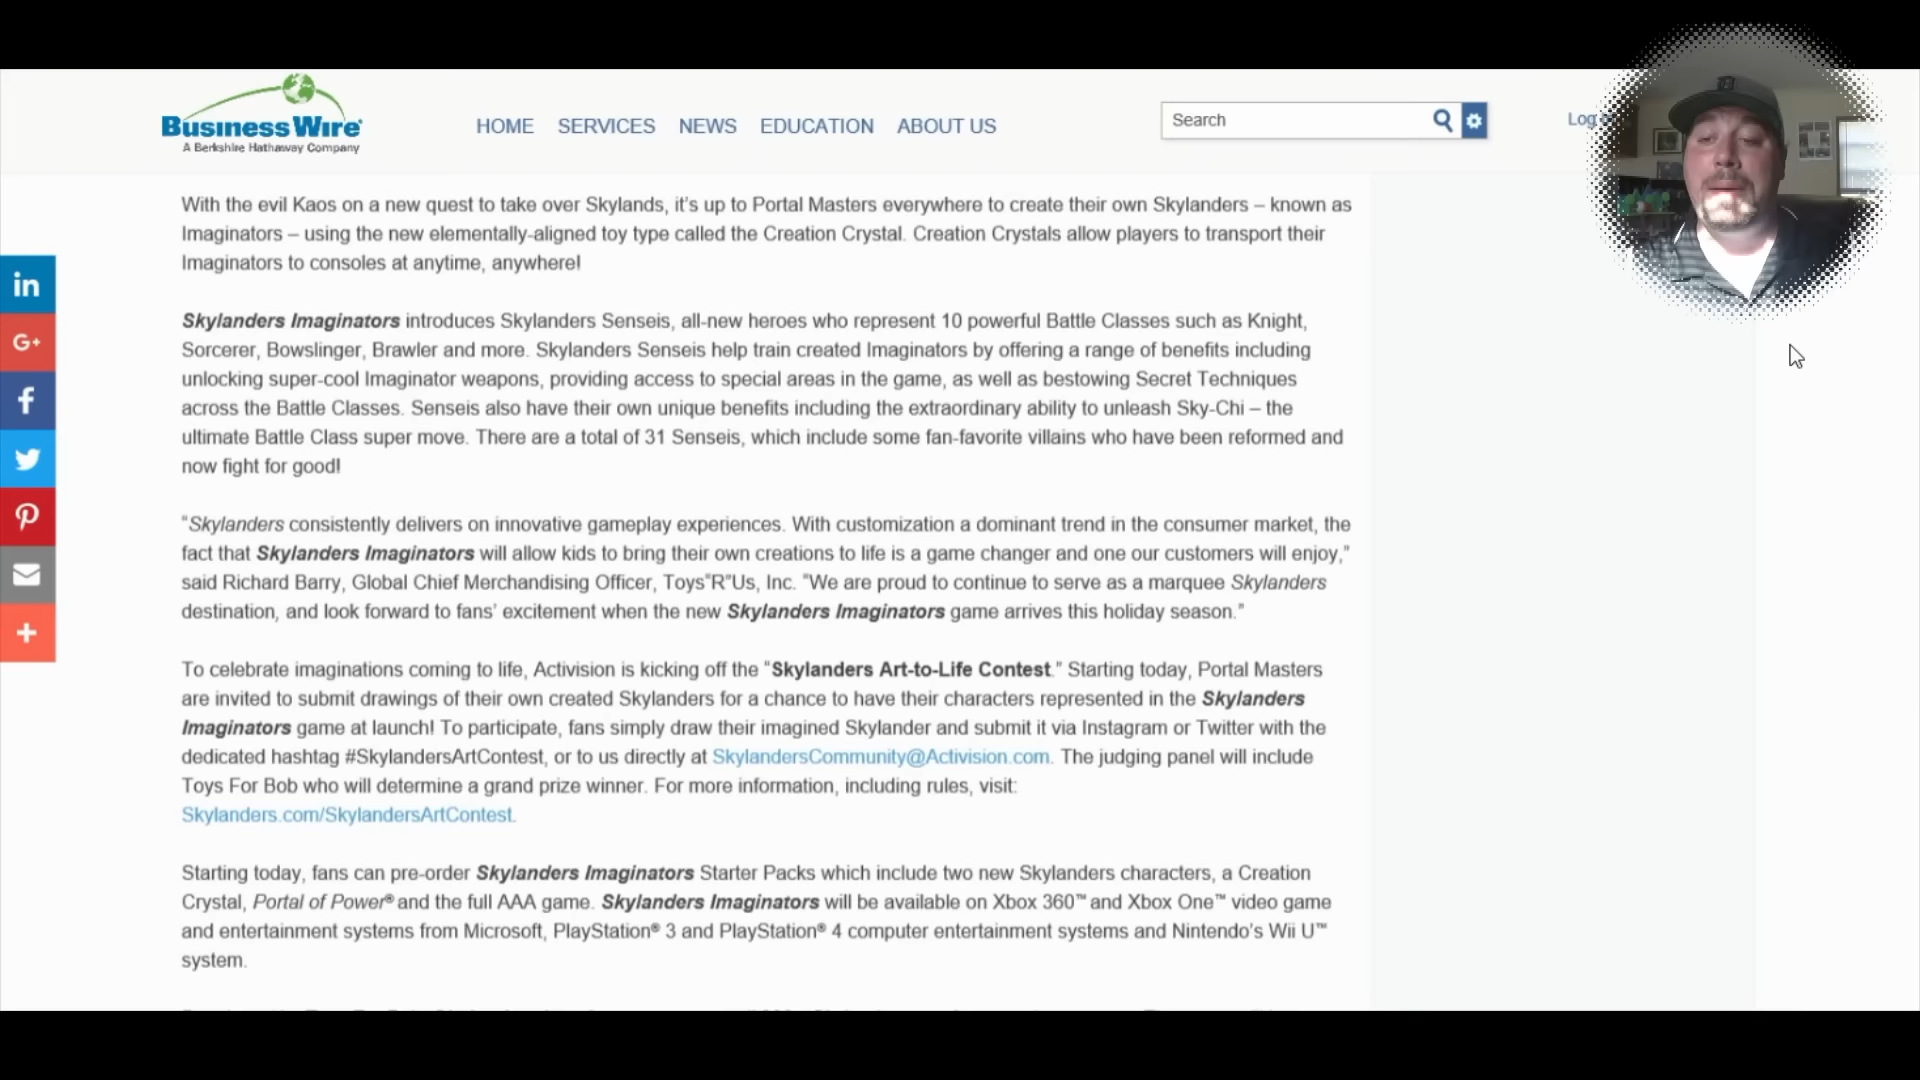 BusinessWire
A Berkshire Hathaway Company
HOME SERVICES NEWS EDUCATION ABOUT US
Search
Log
With the evil Kaos on a new quest to take over Skylands, it's up to Portal Masters everywhere to create their own Skylanders – known as
Imaginators – using the new elementally-aligned toy type called the Creation Crystal. Creation Crystals allow players to transport their
Imaginators to consoles at anytime, anywhere!
Skylanders Imaginators introduces Skylanders Senseis, all-new heroes who represent 10 powerful Battle Classes such as Knight,
Sorcerer, Bowslinger, Brawler and more. Skylanders Senseis help train created Imaginators by offering a range of benefits including
unlocking super-cool Imaginator weapons, providing access to special areas in the game, as well as bestowing Secret Techniques
across the Battle Classes. Senseis also have their own unique benefits including the extraordinary ability to unleash Sky-Chi – the
ultimate Battle Class super move. There are a total of 31 Senseis, which include some fan-favorite villains who have been reformed and
now fight for good!
"Skylanders consistently delivers on innovative gameplay experiences. With customization a dominant trend in the consumer market, the
fact that Skylanders Imaginators will allow kids to bring their own creations to life is a game changer and one our customers will enjoy,"
said Richard Barry, Global Chief Merchandising Officer, Toys"R"Us, Inc. "We are proud to continue to serve as a marquee Skylanders
destination, and look forward to fans' excitement when the new Skylanders Imaginators game arrives this holiday season."
To celebrate imaginations coming to life, Activision is kicking off the "Skylanders Art-to-Life Contest." Starting today, Portal Masters
are invited to submit drawings of their own created Skylanders for a chance to have their characters represented in the Skylanders
Imaginators game at launch! To participate, fans simply draw their imagined Skylander and submit it via Instagram or Twitter with the
dedicated hashtag #SkylandersArtContest, or to us directly at SkylandersCommunity@Activision.com. The judging panel will include
Toys For Bob who will determine a grand prize winner. For more information, including rules, visit:
Skylanders.com/SkylandersArtContest.
Starting today, fans can pre-order Skylanders Imaginators Starter Packs which include two new Skylanders characters, a Creation
Crystal, Portal of Power® and the full AAA game. Skylanders Imaginators will be available on Xbox 360™ and Xbox One™ video game
and entertainment systems from Microsoft, PlayStation® 3 and PlayStation® 4 computer entertainment systems and Nintendo's Wii U™
system.